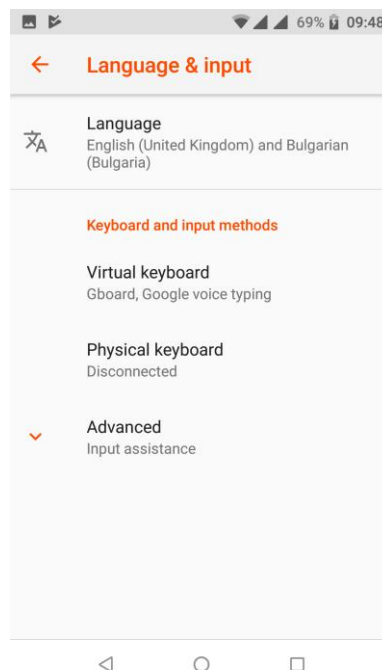 69% 09:48
Language & input
Language
English (United Kingdom) and Bulgarian
(Bulgaria)
Keyboard and input methods
Virtual keyboard
Gboard, Google voice typing
Physical keyboard
Disconnected
Advanced
Input assistance